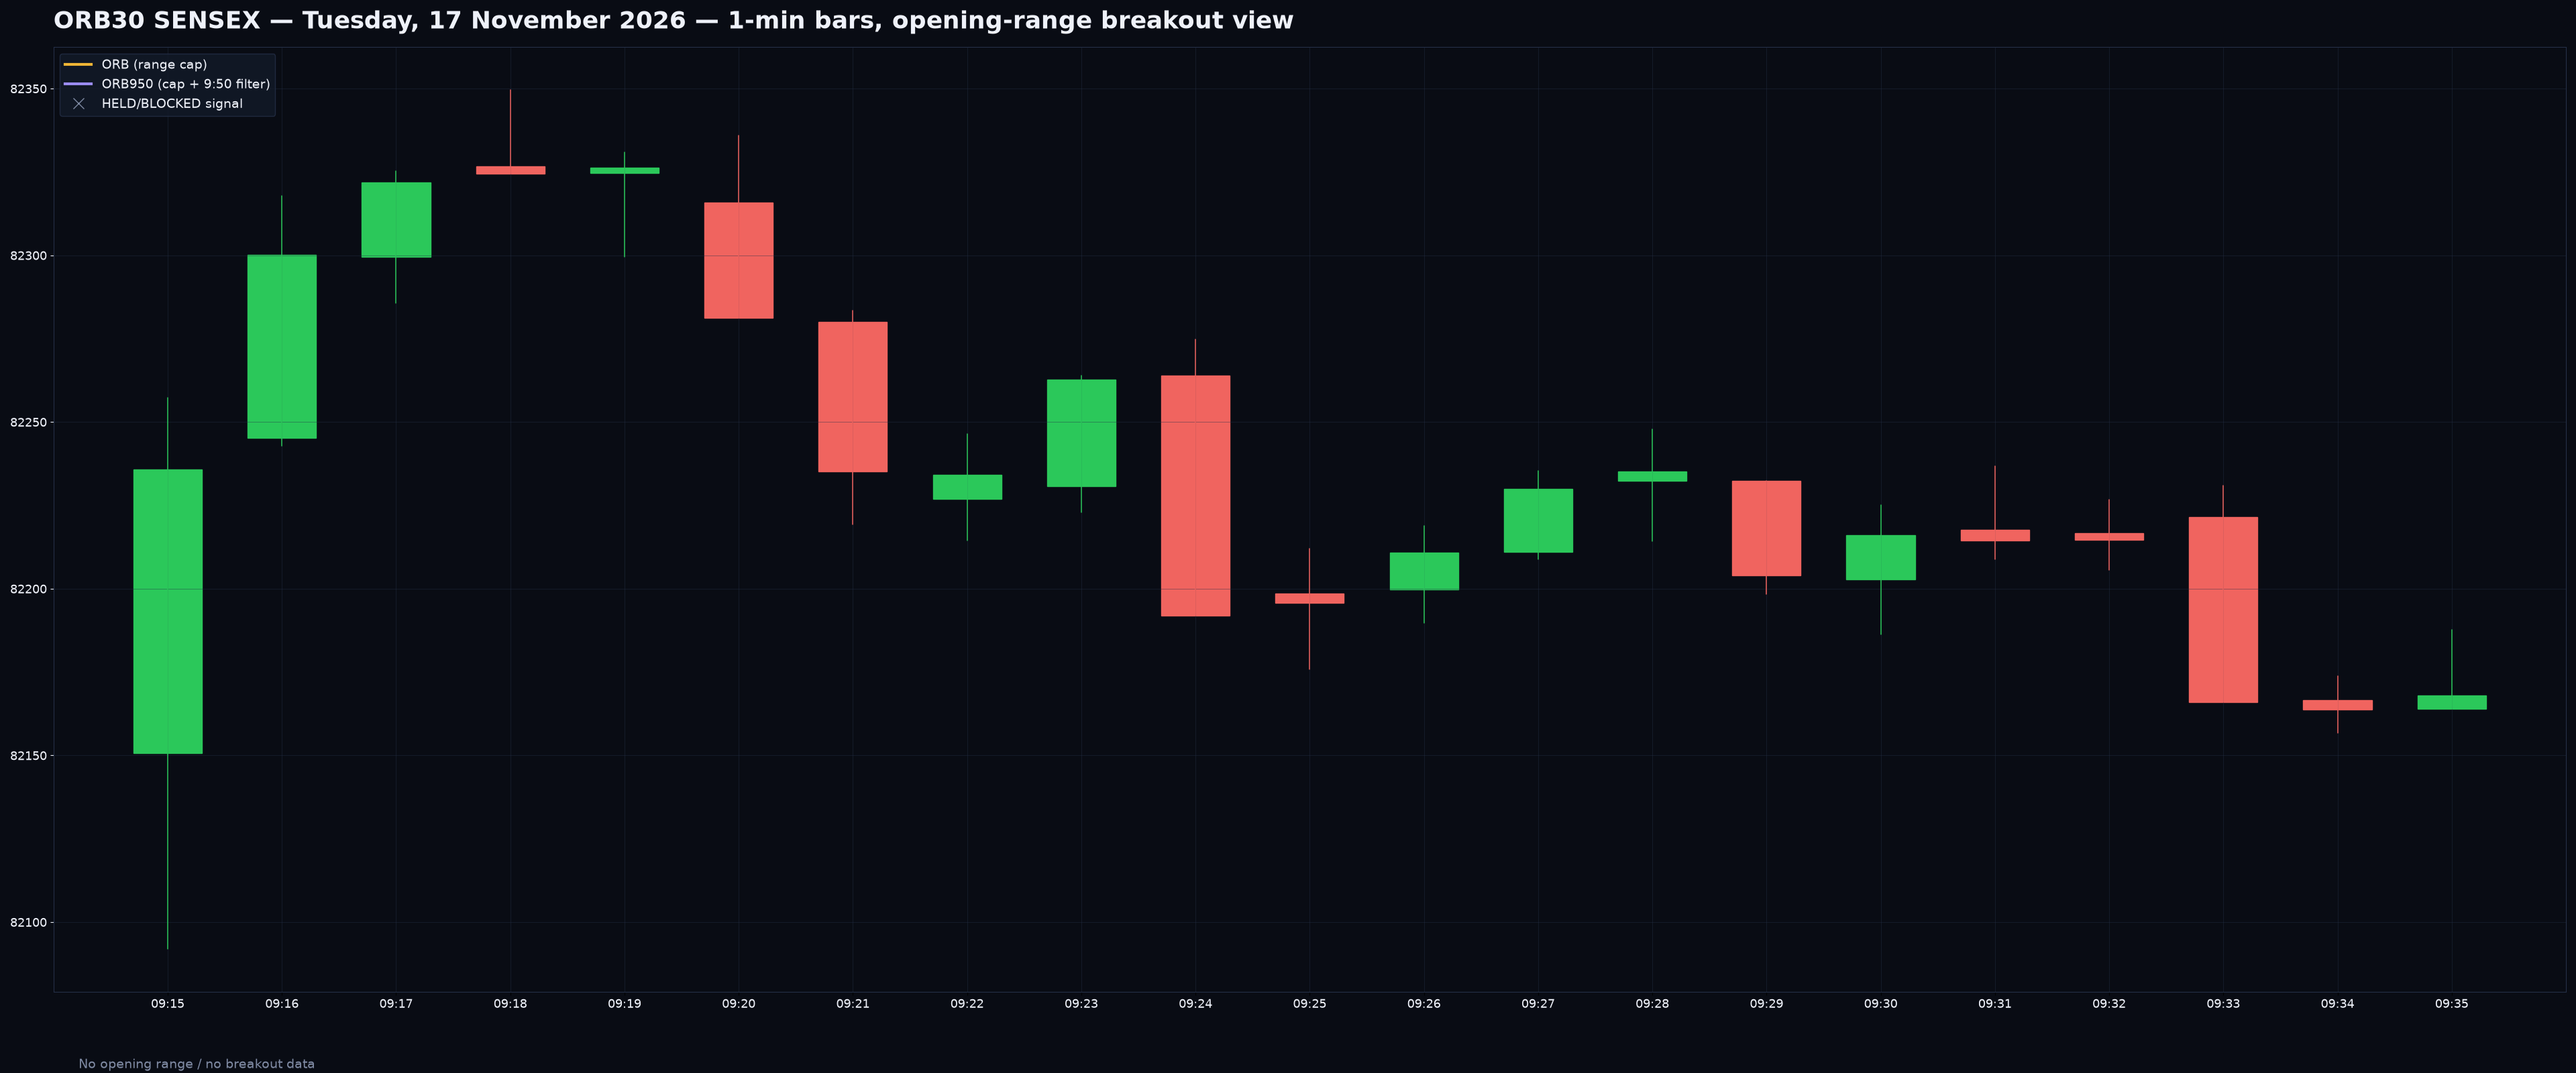 ORB30 SENSEX — Tuesday, 17 November 2026 — 1-min bars, opening-range breakout view
ORB (range cap)
ORB950 (cap + 9:50 filter)
HELD/BLOCKED signal
82350
82300
82250
82200
82150
82100
09:15 09:16 09:17 09:18 09:19 09:20 09:21 09:22 09:23 09:24 09:25 09:26 09:27 09:28 09:29 09:30 09:31 09:32 09:33 09:34 09:35
No opening range / no breakout data